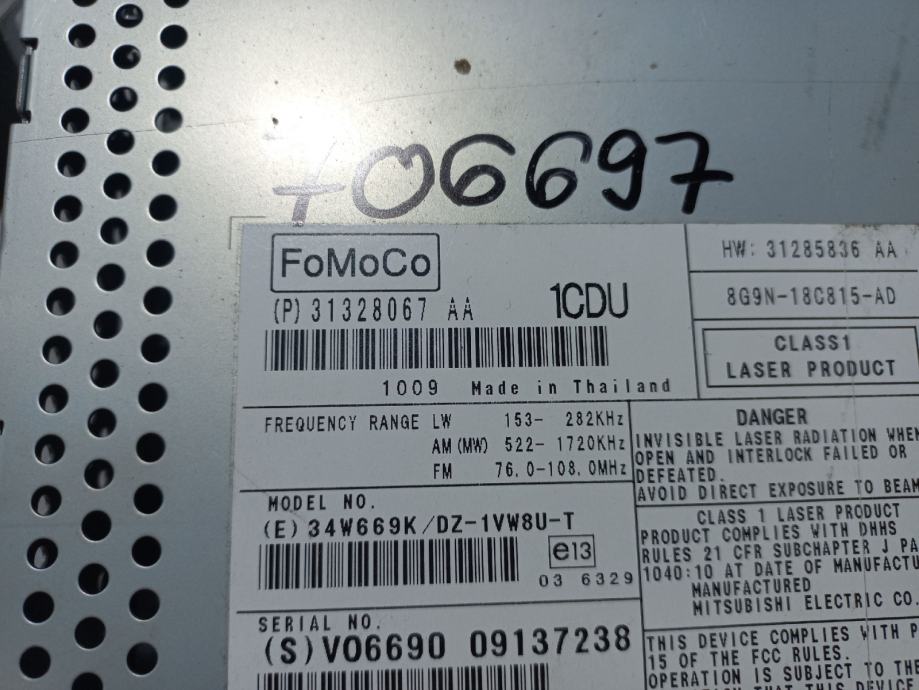 706697
FoMoCo
(P) 31328067 AA 1CDU
1009 Made in Thailand
HW: 31285836 AA
8G9N-18C815-AD
CLASS1
LASER PRODUCT
FREQUENCY RANGE LW 153- 282KHz
AM (MW) 522- 1720KHz
FM 76.0-108.0MHz
DANGER
INVISIBLE LASER RADIATION WHEN
OPEN AND INTERLOCK FAILED OR
DEFEATED.
AVOID DIRECT EXPOSURE TO BEAM
MODEL NO.
(E) 34W669K/DZ-1VW8U-T
e13
03 6329
CLASS 1 LASER PRODUCT
PRODUCT COMPLIES WITH DHHS
RULES 21 CFR SUBCHAPTER J PA
1040:10 AT DATE OF MANUFACTU
MANUFACTURED
MITSUBISHI ELECTRIC CO.
SERIAL NO.
(S) V06690 09137238
THIS DEVICE COMPLIES WITH P
15 OF THE FCC RULES.
OPERATION IS SUBJECT TO THE
THAT THIS DEVICE